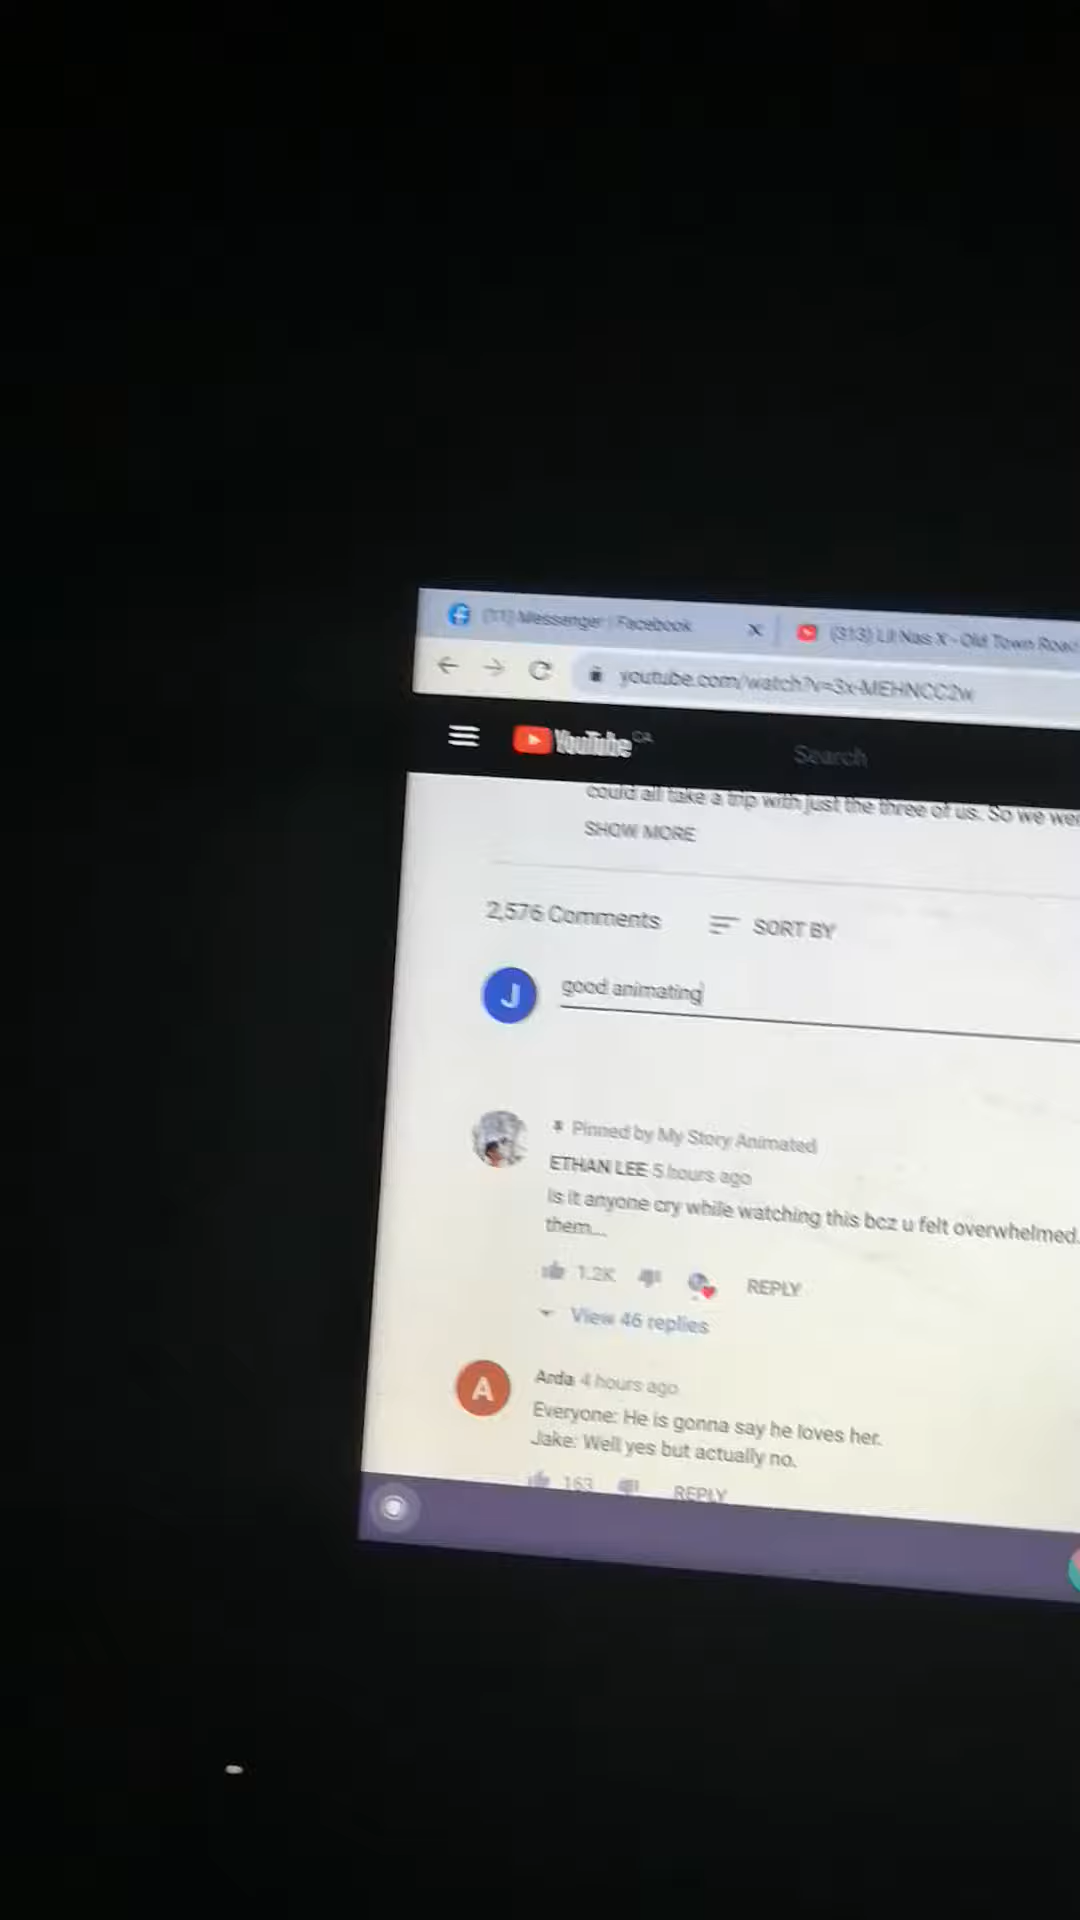 (11) Messenger | Facebook
(313) Lil Nas X - Old Town Road
youtube.com/watch?v=3x-MEHNCC2w
YouTube CA
Search
could all take a trip with just the three of us. So we wer
SHOW MORE
2,576 Comments
SORT BY
J
good animating
Pinned by My Story Animated
ETHAN LEE 5 hours ago
Is it anyone cry while watching this bcz u felt overwhelmed.
them...
1.2K
REPLY
View 46 replies
A
Arda 4 hours ago
Everyone: He is gonna say he loves her.
Jake: Well yes but actually no.
163
REPLY